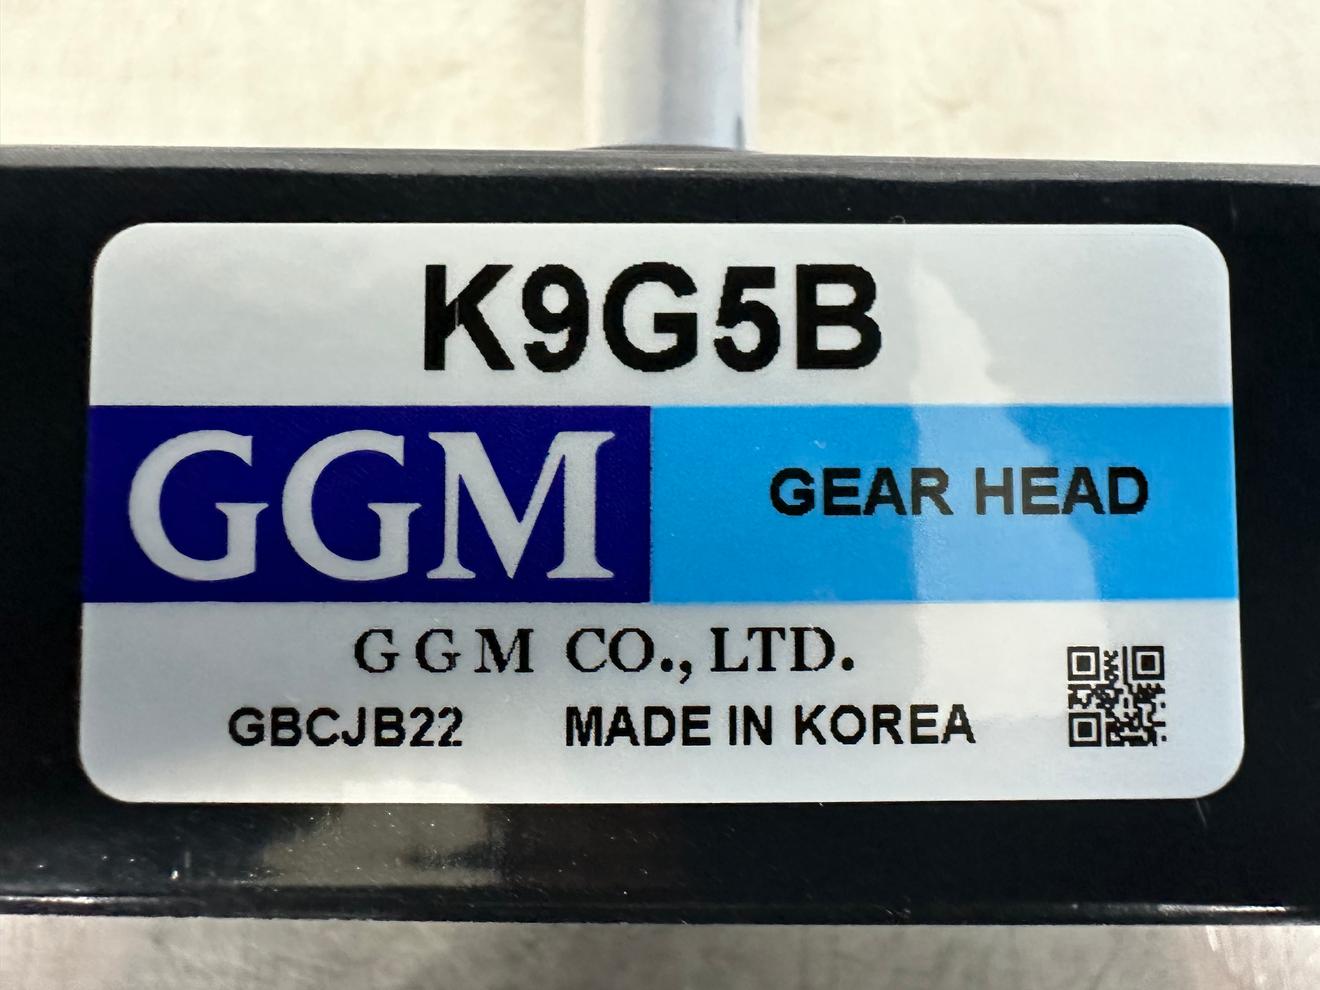 K9G5B
GGM GEAR HEAD
GGM CO., LTD.
GBCJB22 MADE IN KOREA